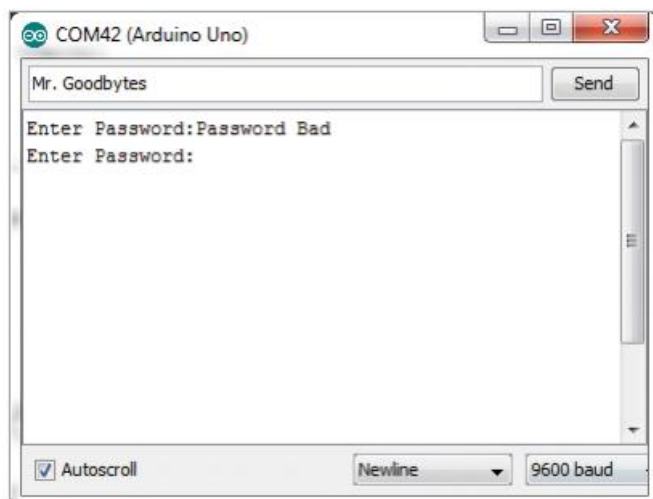 COM42 (Arduino Uno)
Mr. Goodbytes Send
Enter Password:Password Bad
Enter Password:
Autoscroll Newline 9600 baud